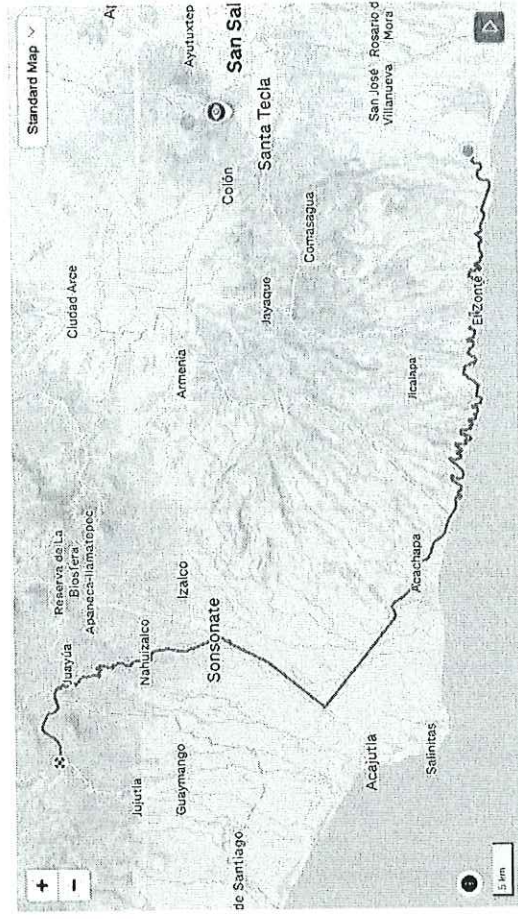 Standard Map
+
−
Ayutuxtep
San Sal
Ciudad Arce
Colón
Santa Tecla
Reserva de La
Biosfera
Apaneca-Ilamatepec
Armenia
Comasagua
San José
Villanueva
Rosario d
Mora
Juayúa
Izalco
Jayaque
Nahuizalco
Sonsonate
Jicalapa
El Zonte
Jujutla
Guaymango
Acachapa
de Santiago
Acajutla
Salinitas
5 km